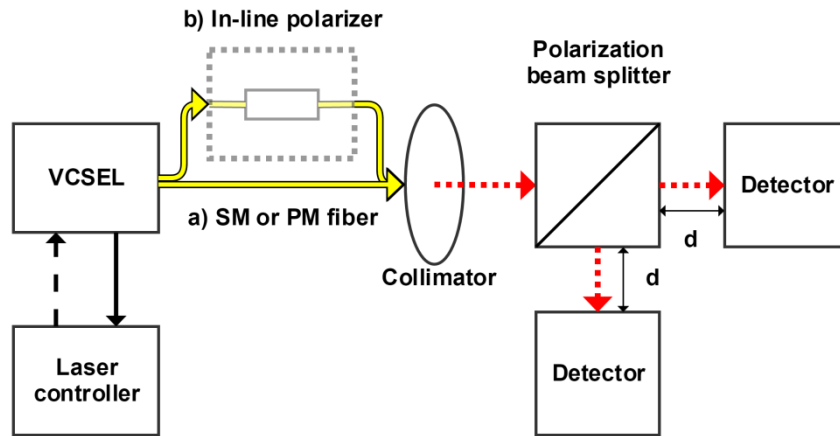 b) In-line polarizer
Polarization
beam splitter
VCSEL
Detector
a) SM or PM fiber
d
Collimator
d
Laser
controller
Detector